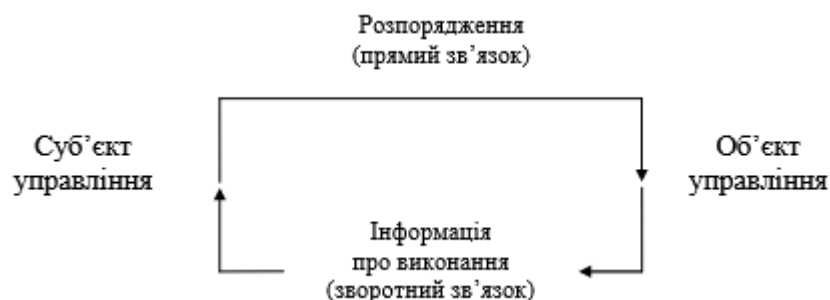 Розпорядження
(прямий зв’язок)
Суб’єкт
управління
Об’єкт
управління
Інформація
про виконання
(зворотний зв’язок)